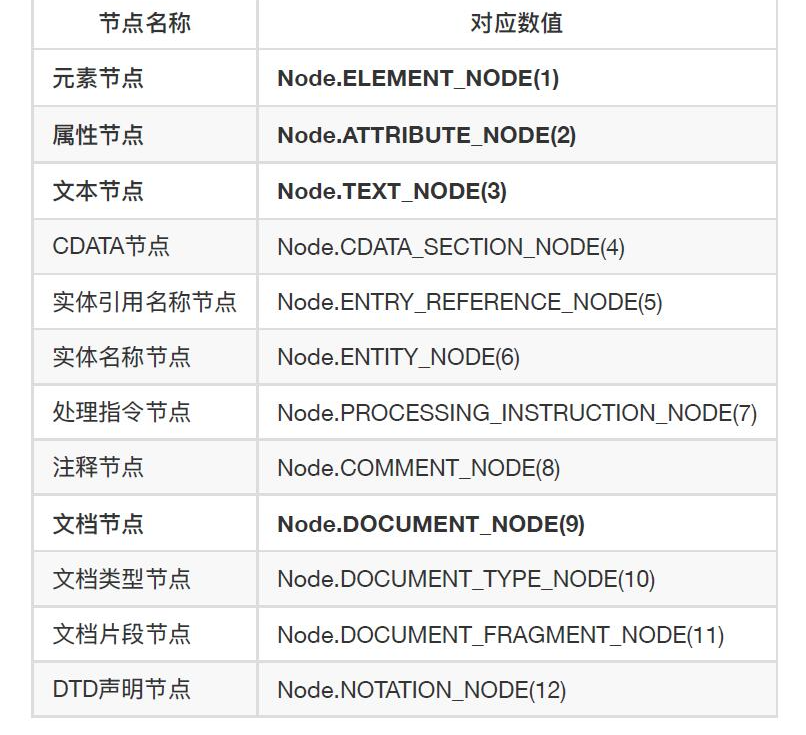 节点名称 对应数值
元素节点 Node.ELEMENT_NODE(1)
属性节点 Node.ATTRIBUTE_NODE(2)
文本节点 Node.TEXT_NODE(3)
CDATA节点 Node.CDATA_SECTION_NODE(4)
实体引用名称节点 Node.ENTRY_REFERENCE_NODE(5)
实体名称节点 Node.ENTITY_NODE(6)
处理指令节点 Node.PROCESSING_INSTRUCTION_NODE(7)
注释节点 Node.COMMENT_NODE(8)
文档节点 Node.DOCUMENT_NODE(9)
文档类型节点 Node.DOCUMENT_TYPE_NODE(10)
文档片段节点 Node.DOCUMENT_FRAGMENT_NODE(11)
DTD声明节点 Node.NOTATION_NODE(12)